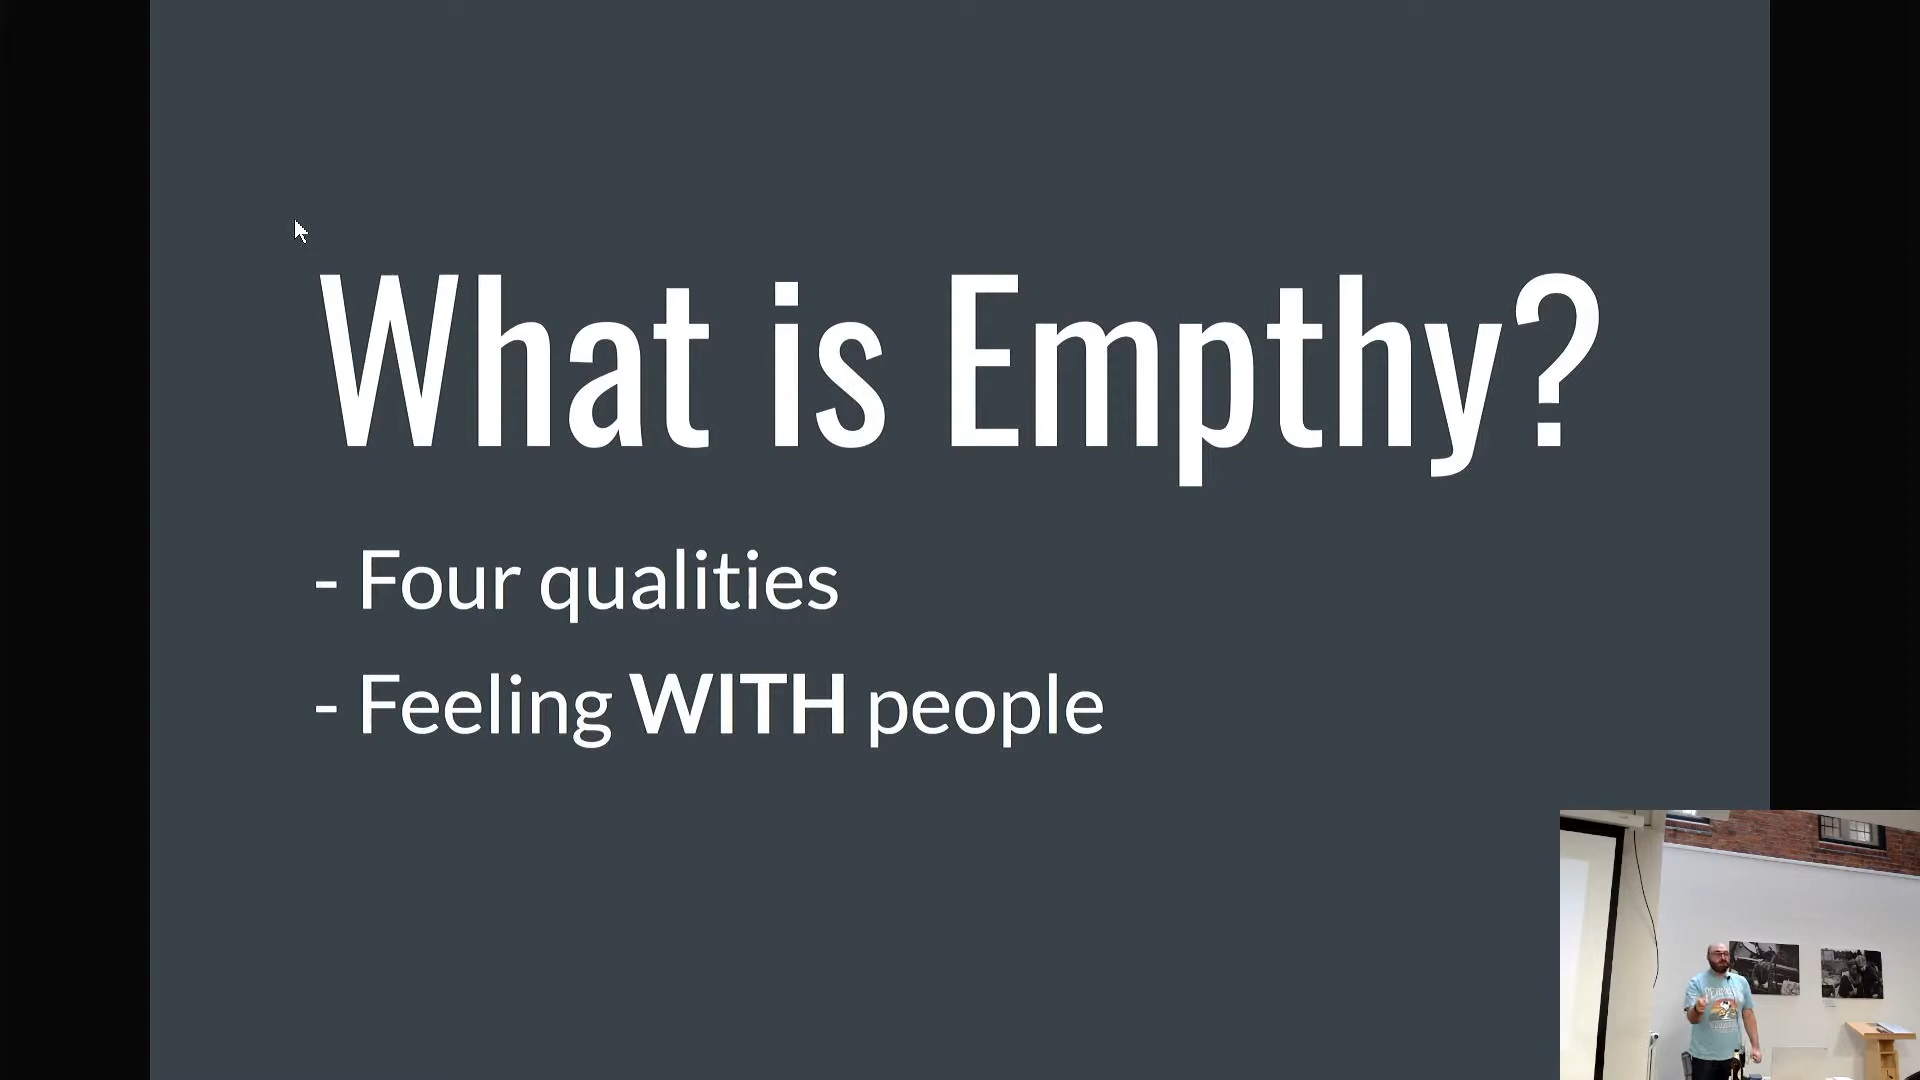 What is Empthy?
- Four qualities
- Feeling WITH people